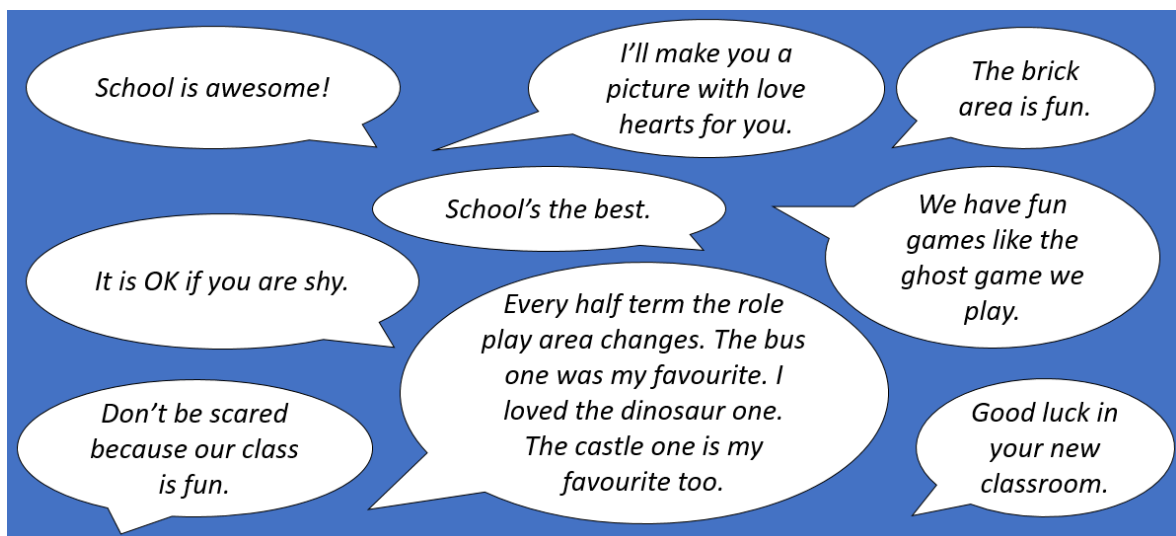 School is awesome!
I'll make you a
picture with love
hearts for you.
The brick
area is fun.
School's the best.
We have fun
games like the
ghost game we
play.
It is OK if you are shy.
Every half term the role
play area changes. The bus
one was my favourite. I
loved the dinosaur one.
The castle one is my
favourite too.
Don't be scared
because our class
is fun.
Good luck in
your new
classroom.